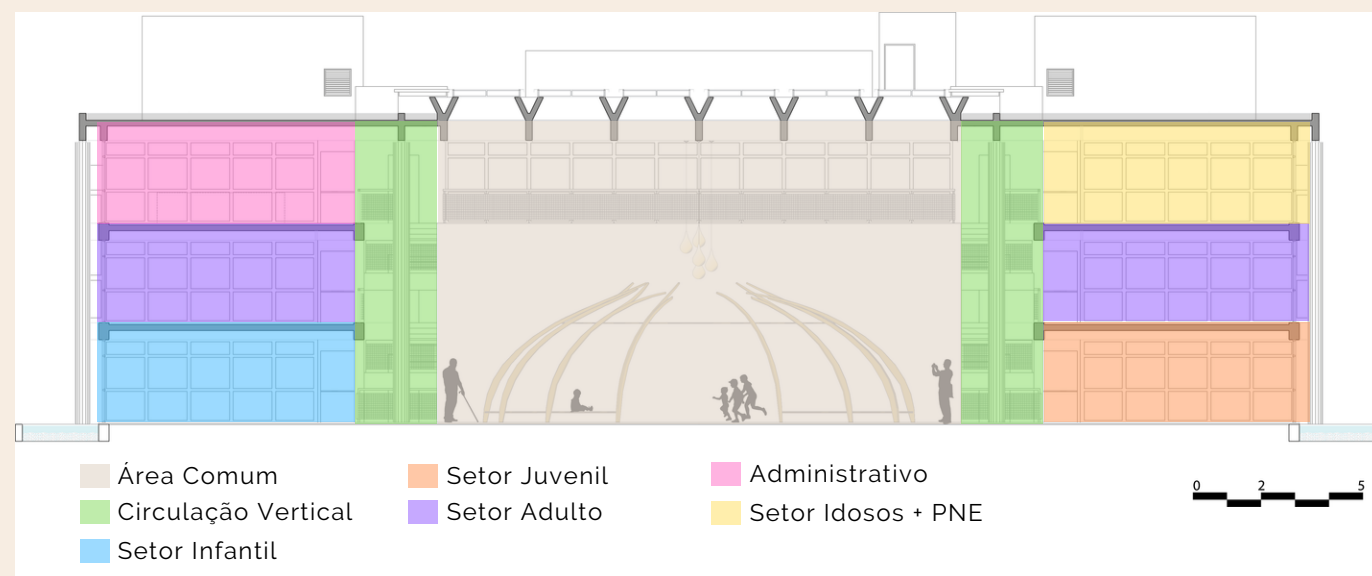 Área Comum
Circulação Vertical
Setor Infantil
Setor Juvenil
Setor Adulto
Administrativo
Setor Idosos + PNE
0 2 5